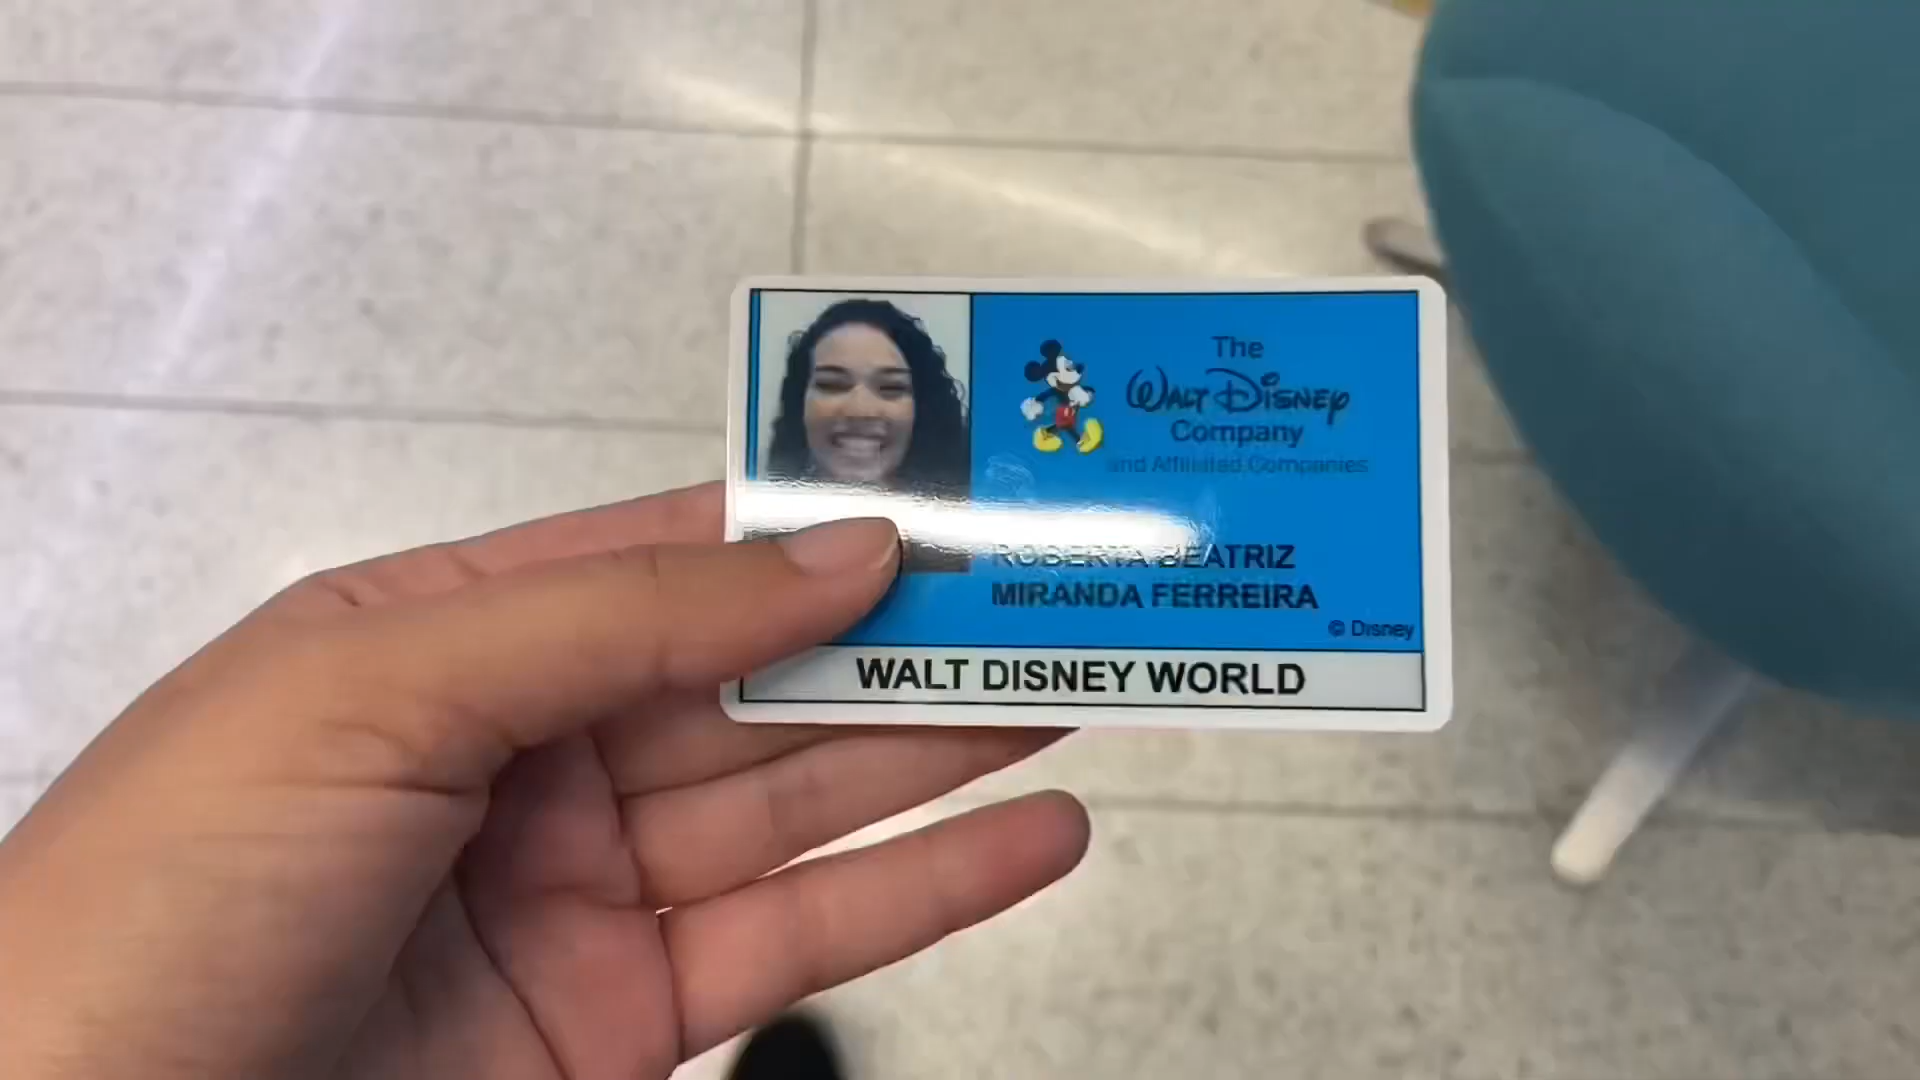 The
WALT DISNEY
Company
and Affiliated Companies
ROBERTA BEATRIZ
MIRANDA FERREIRA
© Disney
WALT DISNEY WORLD